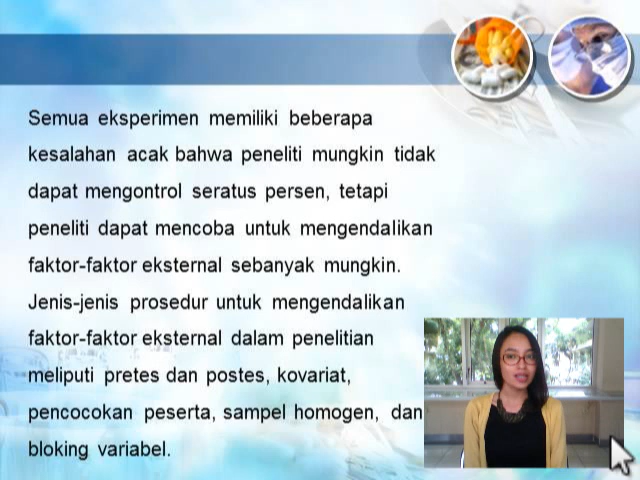 Semua eksperimen memiliki beberapa
kesalahan acak bahwa peneliti mungkin tidak
dapat mengontrol seratus persen, tetapi
peneliti dapat mencoba untuk mengendalikan
faktor-faktor eksternal sebanyak mungkin.
Jenis-jenis prosedur untuk mengendalikan
faktor-faktor eksternal dalam penelitian
meliputi pretes dan postes, kovariat,
pencocokan peserta, sampel homogen, dan
bloking variabel.